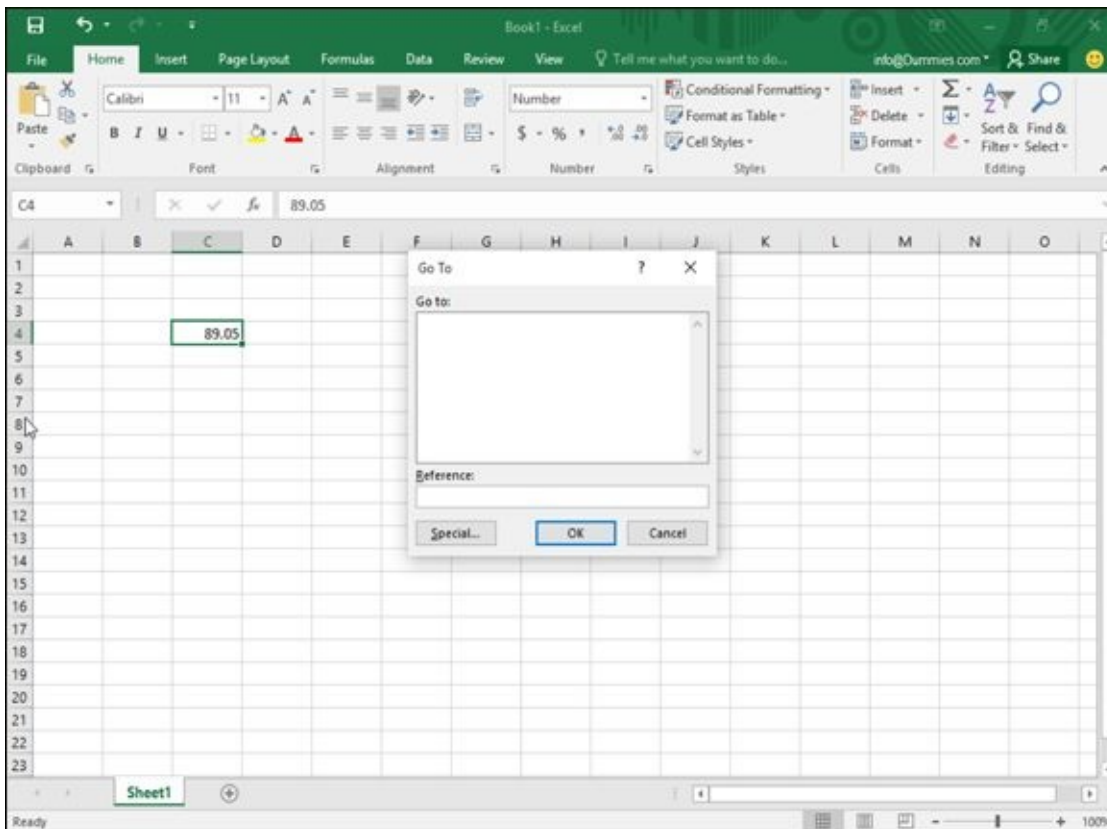 Book1 - Excel
File Home Insert Page Layout Formulas Data Review View Tell me what you want to do... info@Dummies.com Share
Paste
Calibri 11 A A
B I U A
Number
$ % ,
Conditional Formatting
Format as Table
Cell Styles
Insert
Delete
Format
Sort & Filter
Find & Select
Clipboard Font Alignment Number Styles Cells Editing
C4 fx 89.05
A B C D E F G H I J K L M N O
1
2
3
4 89.05
5
6
7
8
9
10
11
12
13
14
15
16
17
18
19
20
21
22
23
Go To ? ×
Go to:
Reference:
Special... OK Cancel
Sheet1
Ready